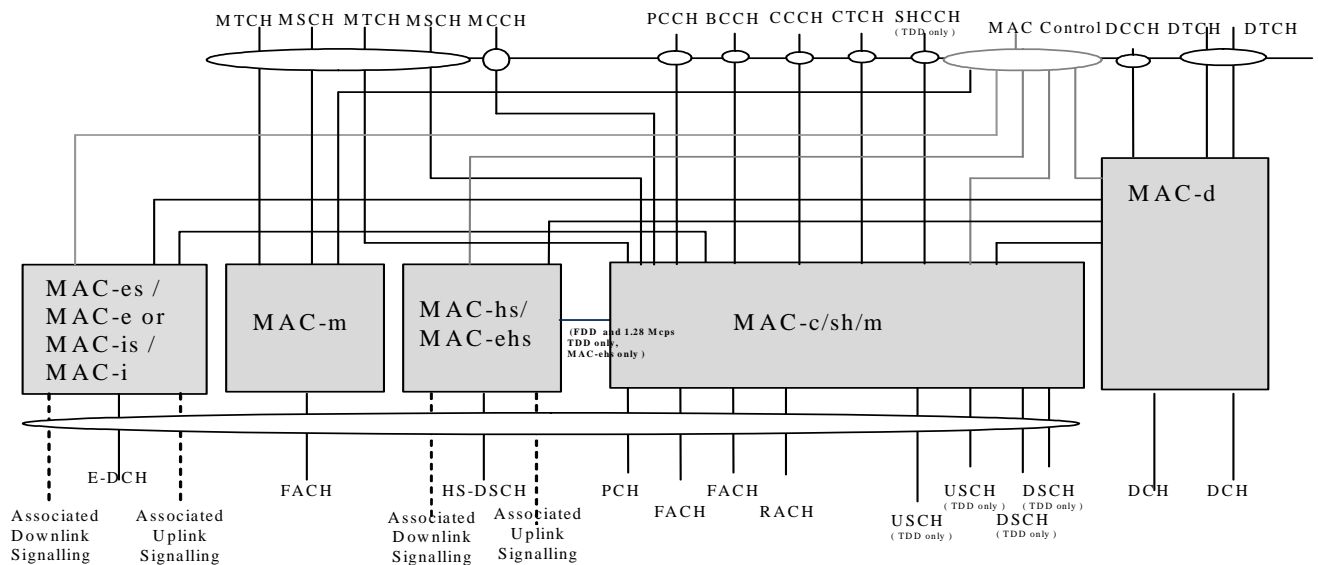 MTCH MSCH MTCH MSCH MCCH
PCCH BCCH CCCH CTCH SHCCH
( TDD only )
MAC Control DCCH DTCH DTCH
MAC-d
MAC-es /
MAC-e or
MAC-is /
MAC-i
MAC-m
MAC-hs/
MAC-ehs
(FDD and 1.28 Mcps
TDD only,
MAC-ehs only )
MAC-c/sh/m
E-DCH
FACH
HS-DSCH
PCH
FACH
FACH
RACH
USCH
( TDD only )
USCH
( TDD only )
DSCH
( TDD only )
DSCH
( TDD only )
DCH
DCH
Associated
Downlink
Signalling
Associated
Uplink
Signalling
Associated
Downlink
Signalling
Associated
Uplink
Signalling